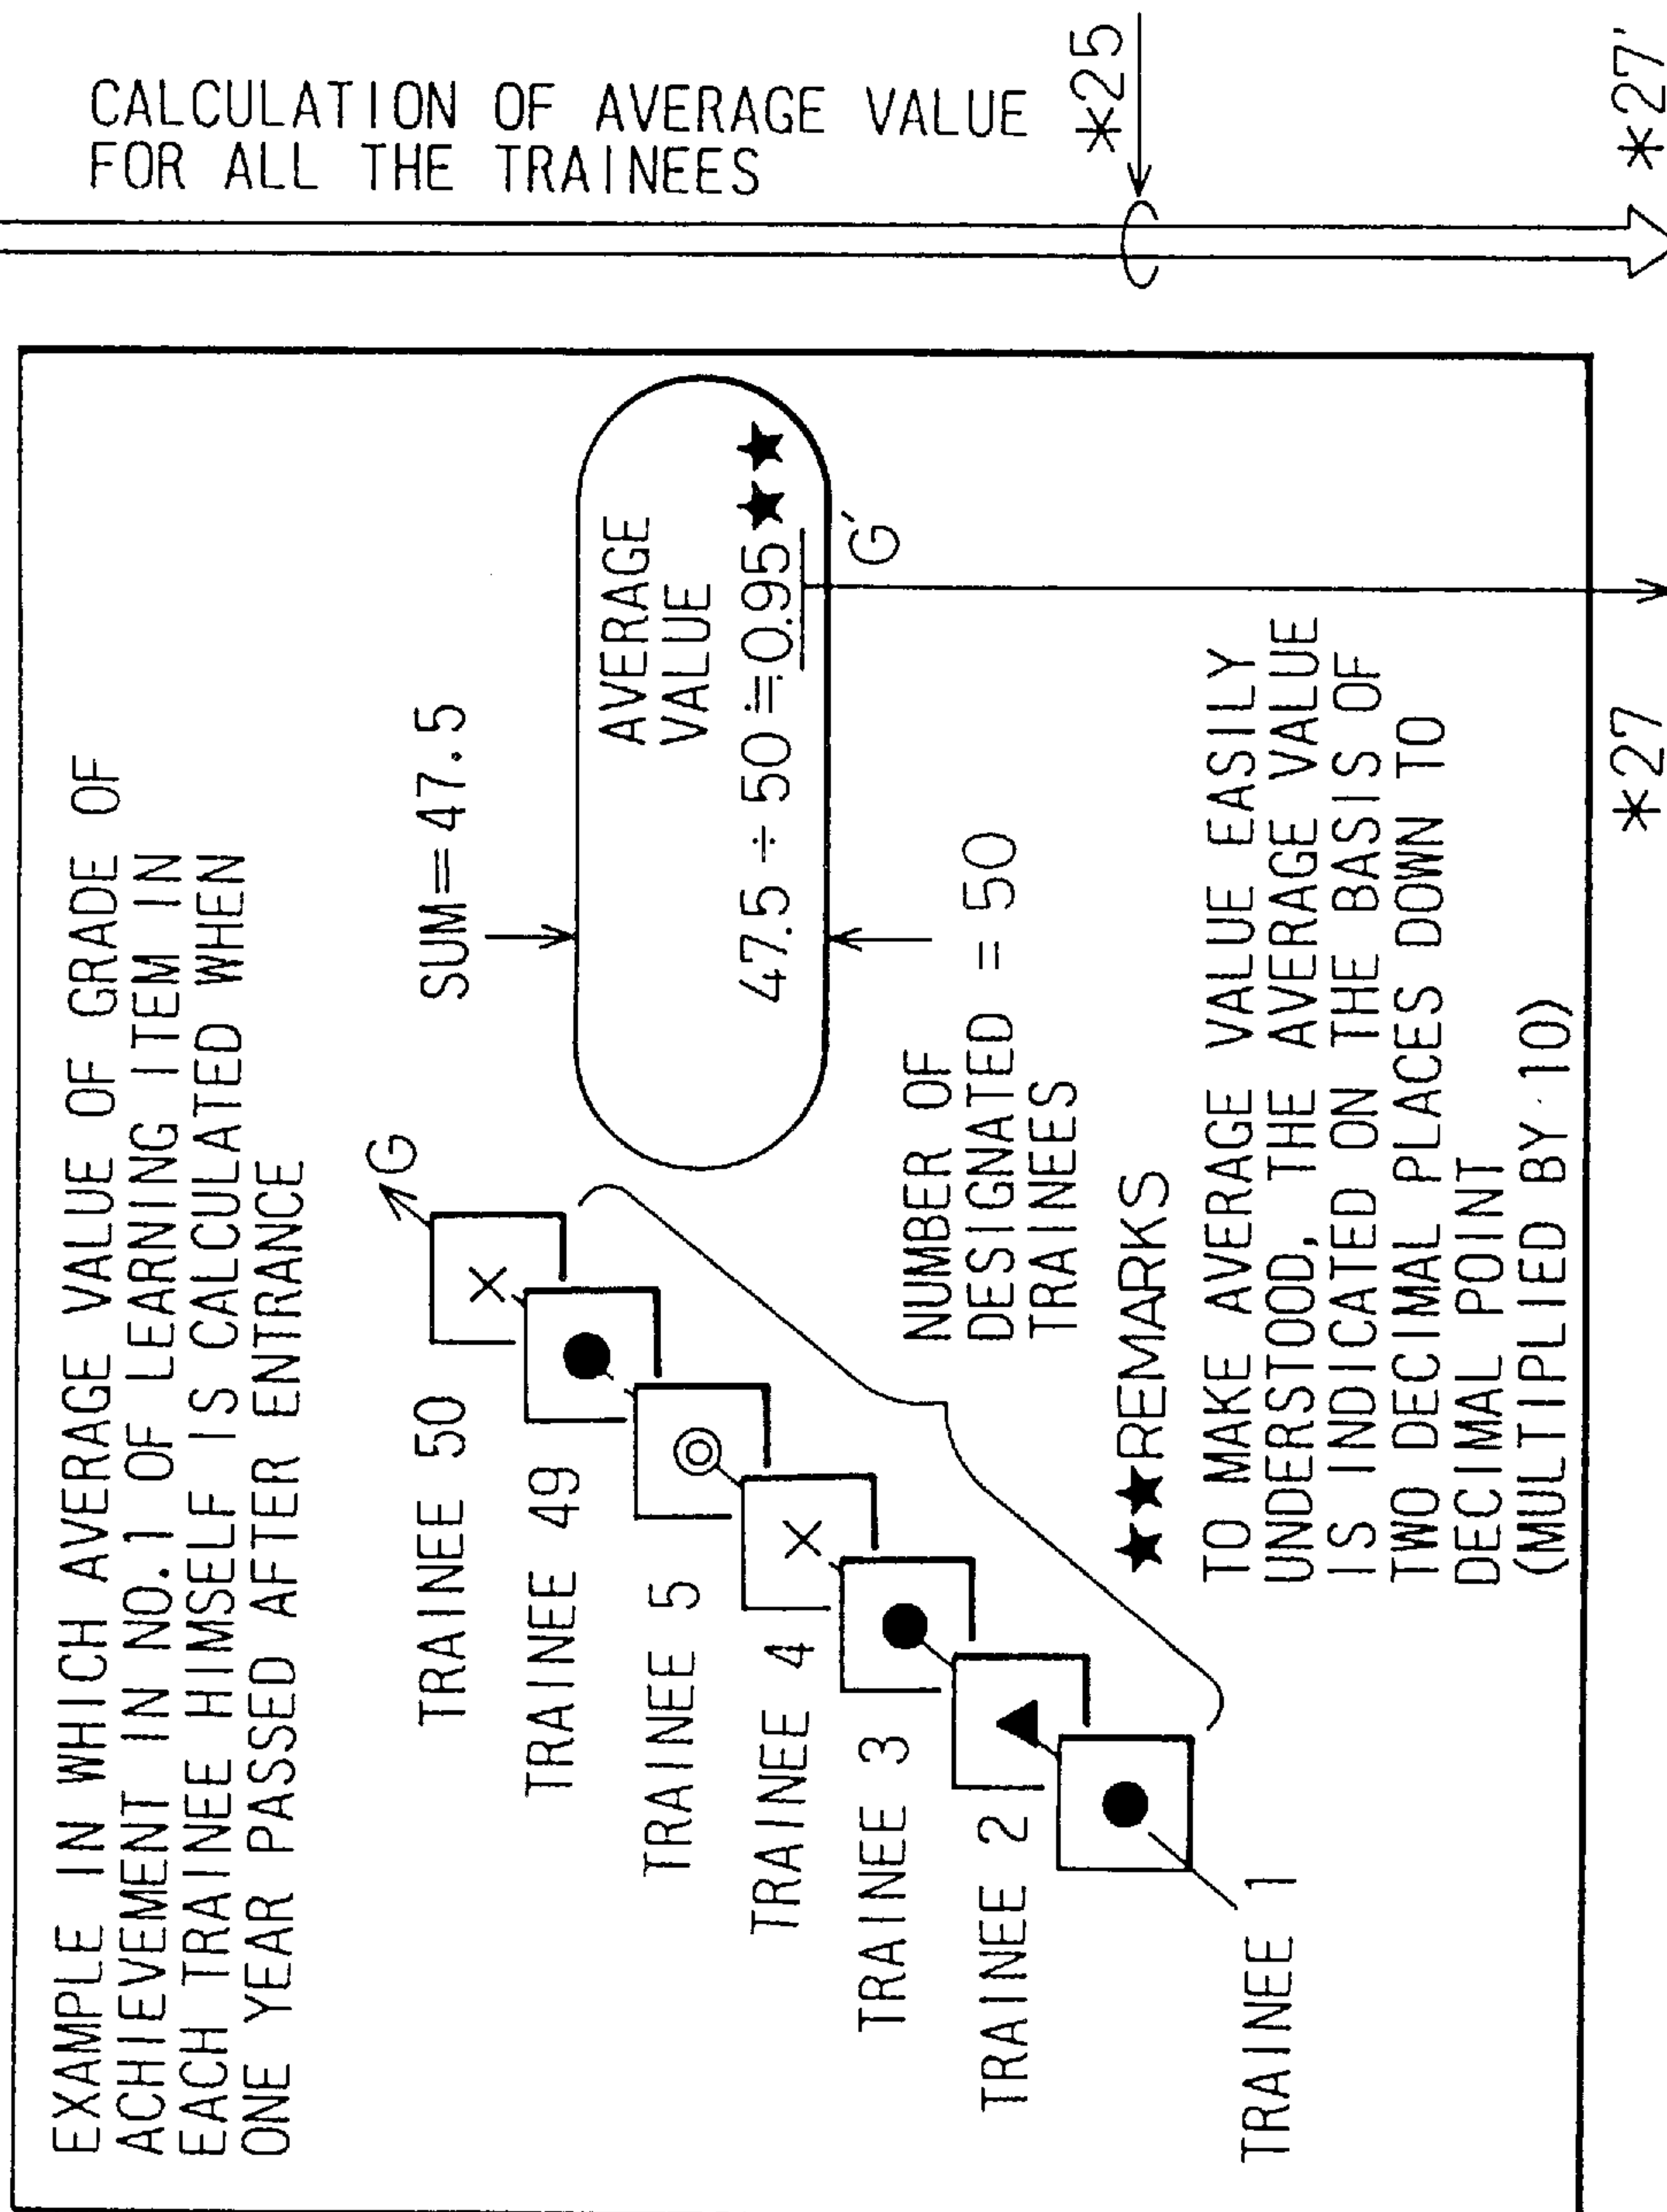 CALCULATION OF AVERAGE VALUE
FOR ALL THE TRAINEES
*25
*27'
EXAMPLE IN WHICH AVERAGE VALUE OF GRADE OF
ACHIEVEMENT IN NO.1 OF LEARNING ITEM IN
EACH TRAINEE HIMSELF IS CALCULATED WHEN
ONE YEAR PASSED AFTER ENTRANCE
G
SUM=47.5
TRAINEE 50
TRAINEE 49
TRAINEE 5
TRAINEE 4
TRAINEE 3
TRAINEE 2
TRAINEE 1
AVERAGE
VALUE
47.5÷50≒0.95★★
G'
NUMBER OF
DESIGNATED = 50
TRAINEES
★★REMARKS
TO MAKE AVERAGE VALUE EASILY
UNDERSTOOD, THE AVERAGE VALUE
IS INDICATED ON THE BASIS OF
TWO DECIMAL PLACES DOWN TO
DECIMAL POINT
(MULTIPLIED BY 10)
*27